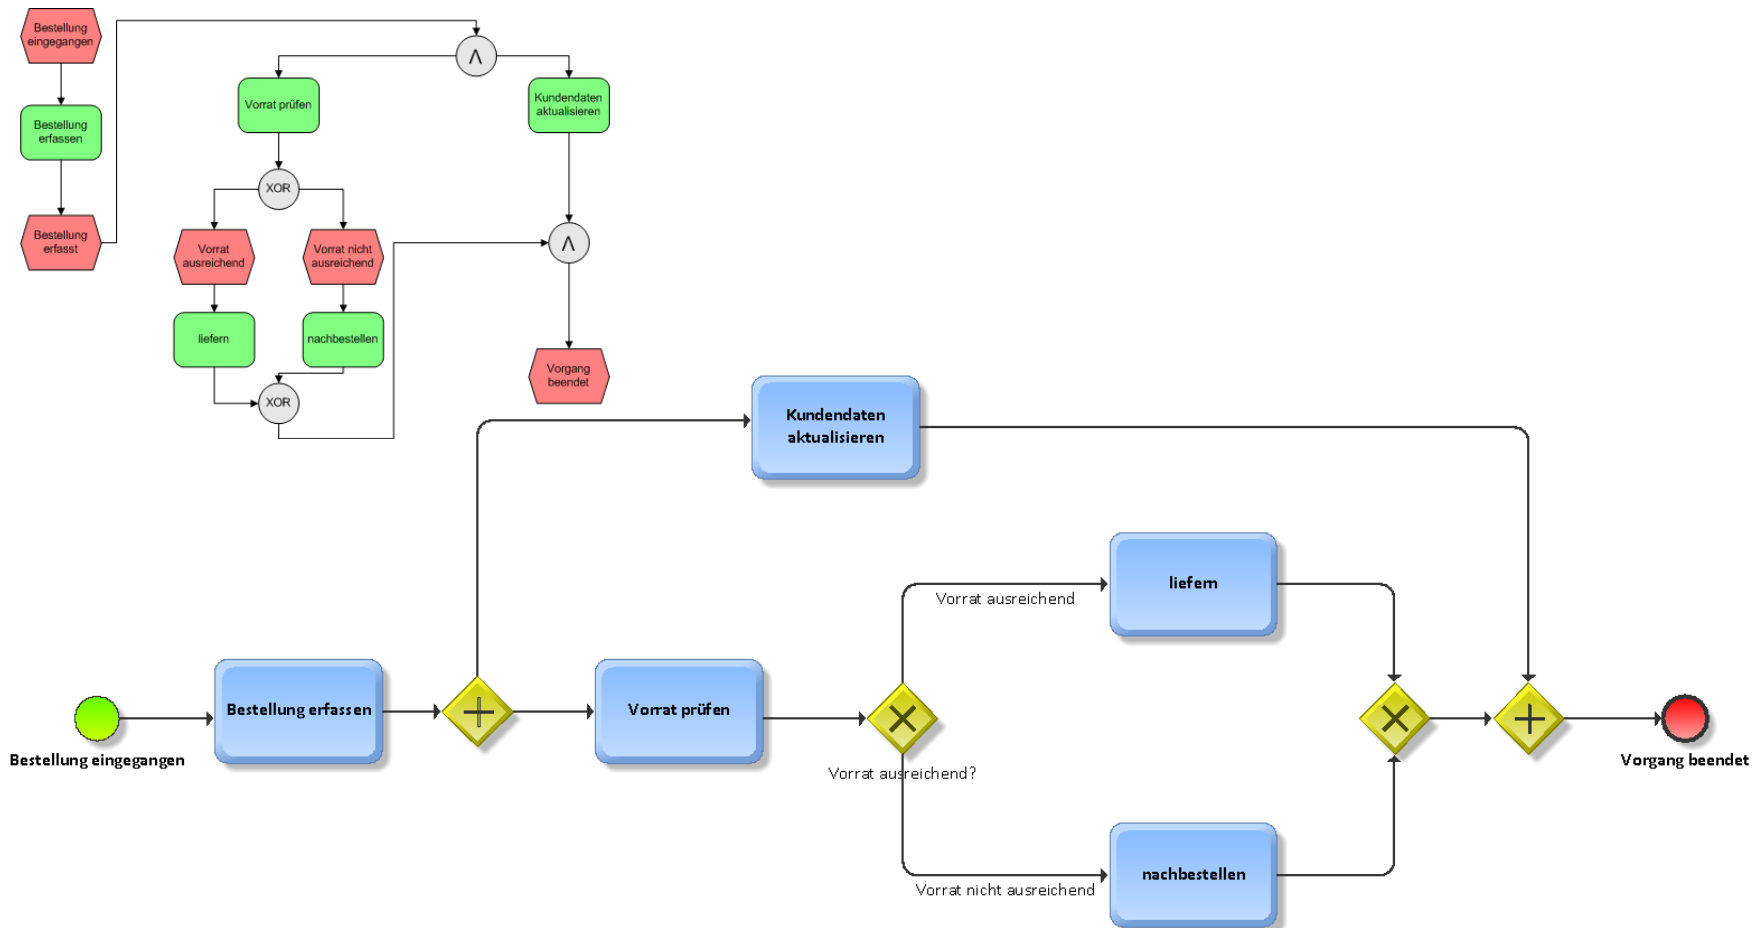 Bestellung
eingegangen
Λ
Vorrat prüfen
Kundendaten
aktualisieren
Bestellung
erfassen
XOR
Bestellung
erfasst
Vorrat
ausreichend
Vorrat nicht
ausreichend
Λ
liefern
nachbestellen
Vorgang
beendet
XOR
Kundendaten
aktualisieren
liefern
Vorrat ausreichend
Bestellung erfassen
Vorrat prüfen
Bestellung eingegangen
Vorrat ausreichend?
Vorgang beendet
nachbestellen
Vorrat nicht ausreichend